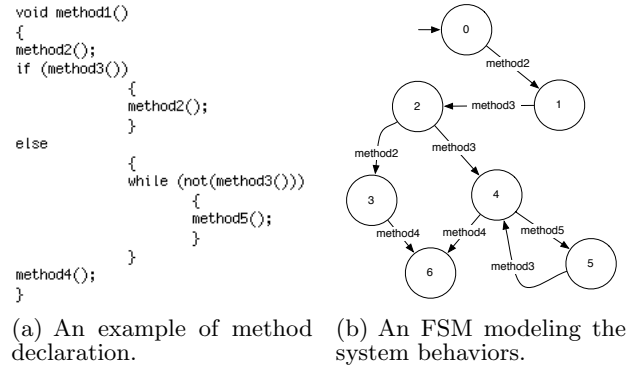 void method1()
{
method2();
if (method3())
{
method2();
}
else
{
while (not(method3()))
{
method5();
}
}
method4();
}
(a) An example of method
declaration.
0
method2
1
method3
2
method2
method3
3
4
method4
method4
method5
method3
5
6
(b) An FSM modeling the
system behaviors.